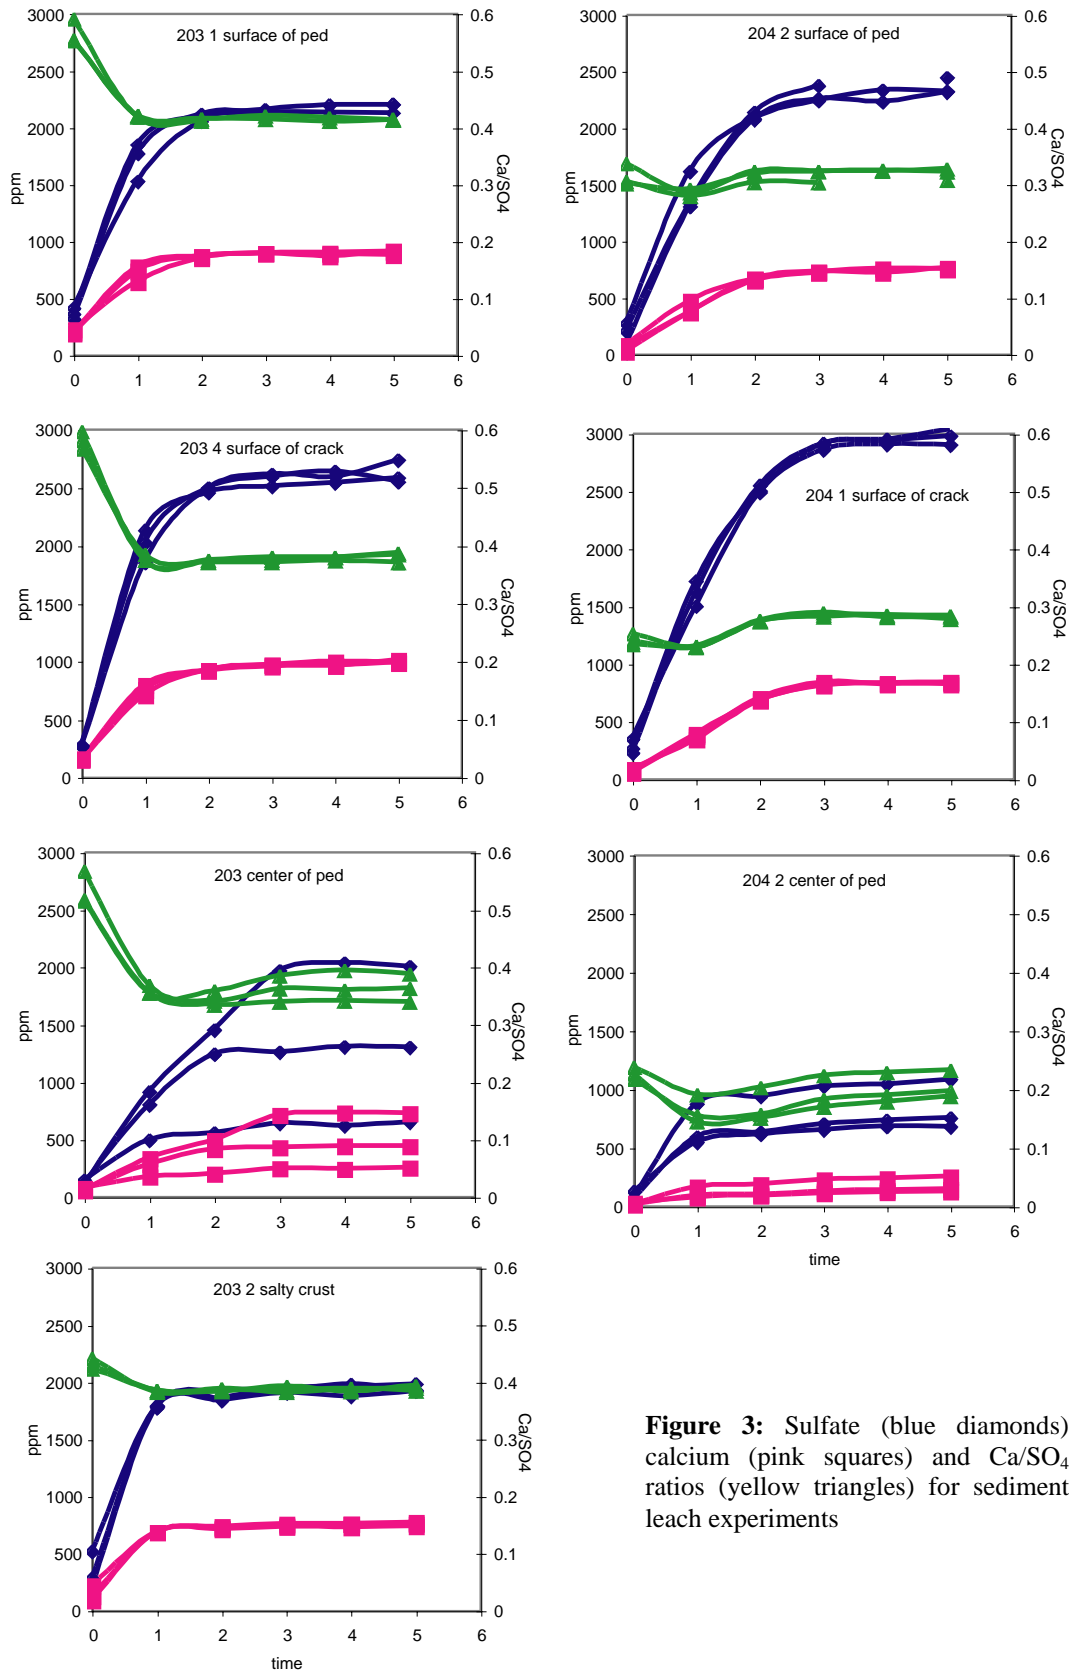 203 1 surface of ped
3000
2500
2000
1500
1000
500
0
ppm
0.6
0.5
0.4
0.3
0.2
0.1
0
Ca/SO4
0 1 2 3 4 5 6
204 2 surface of ped
3000
2500
2000
1500
1000
500
0
ppm
0.6
0.5
0.4
0.3
0.2
0.1
0
Ca/SO4
0 1 2 3 4 5 6
203 4 surface of crack
3000
2500
2000
1500
1000
500
0
ppm
0.6
0.5
0.4
0.3
0.2
0.1
0
Ca/SO4
0 1 2 3 4 5 6
204 1 surface of crack
3000
2500
2000
1500
1000
500
0
ppm
0.6
0.5
0.4
0.3
0.2
0.1
0
Ca/SO4
0 1 2 3 4 5 6
203 center of ped
3000
2500
2000
1500
1000
500
0
ppm
0.6
0.5
0.4
0.3
0.2
0.1
0
Ca/SO4
0 1 2 3 4 5 6
204 2 center of ped
3000
2500
2000
1500
1000
500
0
ppm
0.6
0.5
0.4
0.3
0.2
0.1
0
Ca/SO4
0 1 2 3 4 5 6
time
203 2 salty crust
3000
2500
2000
1500
1000
500
0
ppm
0.6
0.5
0.4
0.3
0.2
0.1
0
Ca/SO4
0 1 2 3 4 5 6
time
Figure 3: Sulfate (blue diamonds)
calcium (pink squares) and Ca/SO₄
ratios (yellow triangles) for sediment
leach experiments